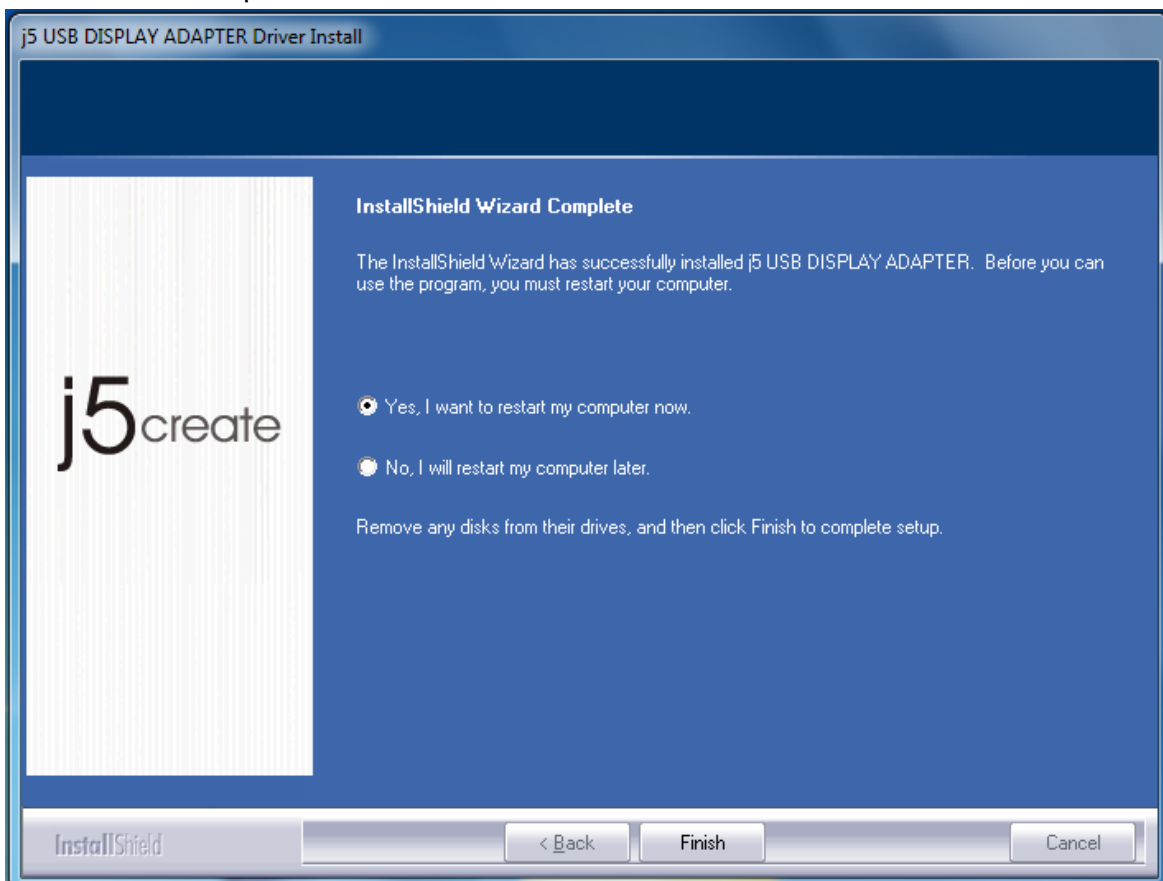 j5 USB DISPLAY ADAPTER Driver Install
InstallShield Wizard Complete
The InstallShield Wizard has successfully installed j5 USB DISPLAY ADAPTER.  Before you can
use the program, you must restart your computer.
j5create
Yes, I want to restart my computer now.
No, I will restart my computer later.
Remove any disks from their drives, and then click Finish to complete setup.
InstallShield
< Back
Finish
Cancel